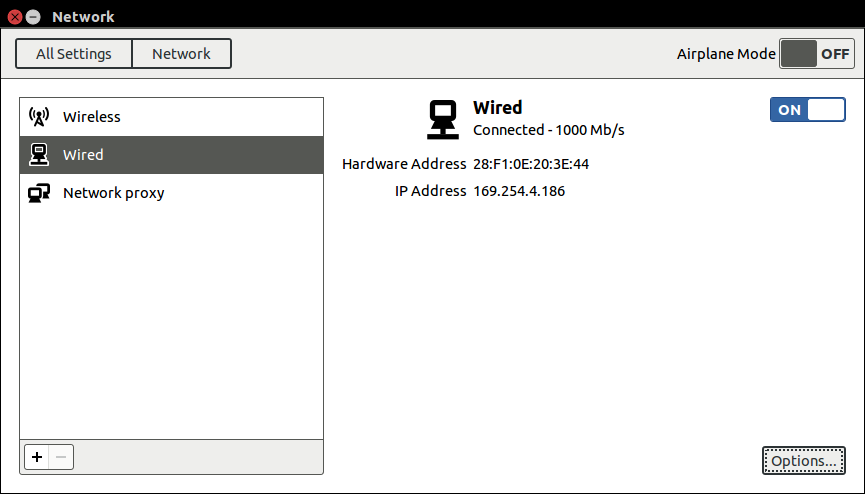 Network
All Settings Network
Airplane Mode OFF
Wireless
Wired
Network proxy
Wired
Connected - 1000 Mb/s
ON
Hardware Address 28:F1:0E:20:3E:44
IP Address 169.254.4.186
Options...